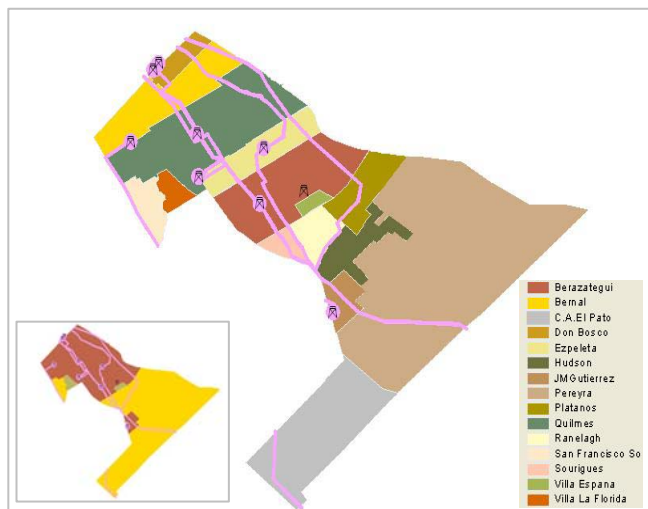 Berazategui
Bernal
C.A.El Pato
Don Bosco
Ezpeleta
Hudson
JMGutierrez
Pereyra
Platanos
Quilmes
Ranelagh
San Francisco So
Sourigues
Villa Espana
Villa La Florida